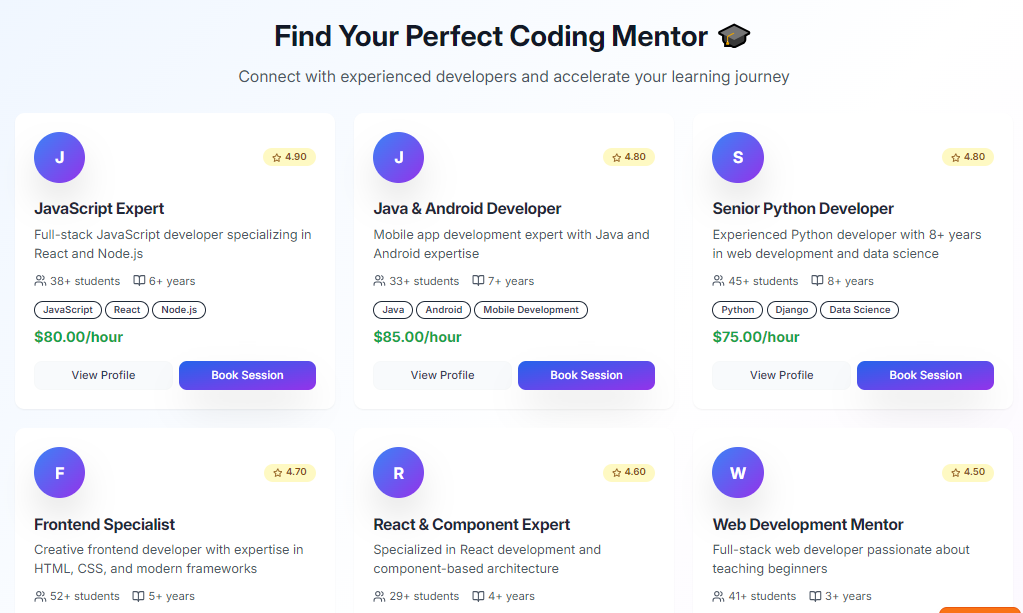 Find Your Perfect Coding Mentor 🎓
Connect with experienced developers and accelerate your learning journey
J
4.90
JavaScript Expert
Full-stack JavaScript developer specializing in
React and Node.js
38+ students 6+ years
JavaScript React Node.js
$80.00/hour
View Profile Book Session
J
4.80
Java & Android Developer
Mobile app development expert with Java and
Android expertise
33+ students 7+ years
Java Android Mobile Development
$85.00/hour
View Profile Book Session
S
4.80
Senior Python Developer
Experienced Python developer with 8+ years
in web development and data science
45+ students 8+ years
Python Django Data Science
$75.00/hour
View Profile Book Session
F
4.70
Frontend Specialist
Creative frontend developer with expertise in
HTML, CSS, and modern frameworks
52+ students 5+ years
R
4.60
React & Component Expert
Specialized in React development and
component-based architecture
29+ students 4+ years
W
4.50
Web Development Mentor
Full-stack web developer passionate about
teaching beginners
41+ students 3+ years